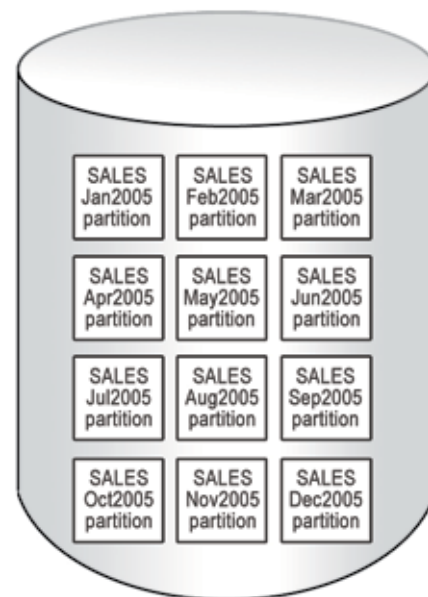 SALES
Jan2005
partition
SALES
Feb2005
partition
SALES
Mar2005
partition
SALES
Apr2005
partition
SALES
May2005
partition
SALES
Jun2005
partition
SALES
Jul2005
partition
SALES
Aug2005
partition
SALES
Sep2005
partition
SALES
Oct2005
partition
SALES
Nov2005
partition
SALES
Dec2005
partition